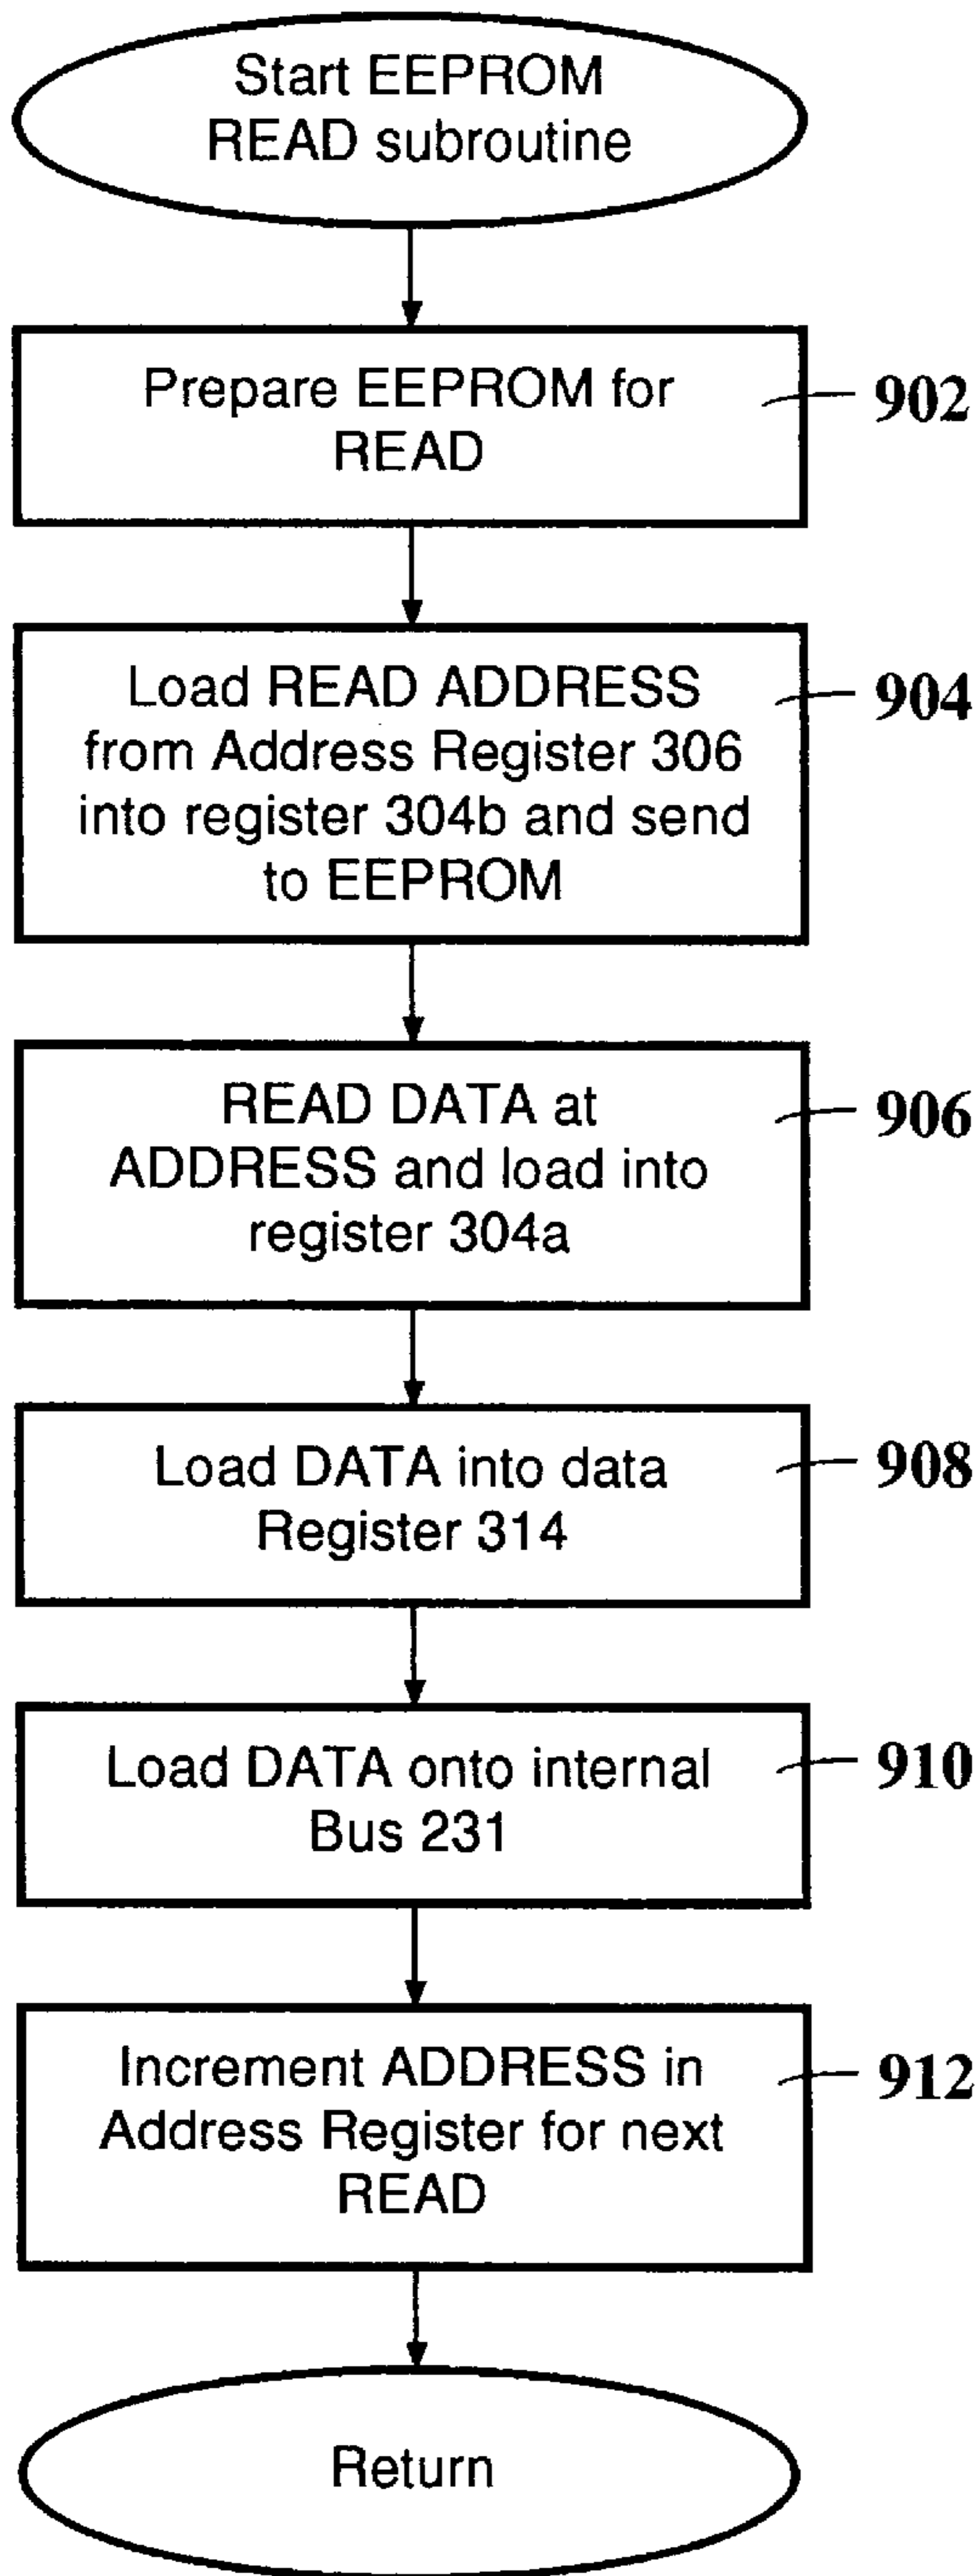 Start EEPROM
READ subroutine
Prepare EEPROM for
READ
902
Load READ ADDRESS
from Address Register 306
into register 304b and send
to EEPROM
904
READ DATA at
ADDRESS and load into
register 304a
906
Load DATA into data
Register 314
908
Load DATA onto internal
Bus 231
910
Increment ADDRESS in
Address Register for next
READ
912
Return